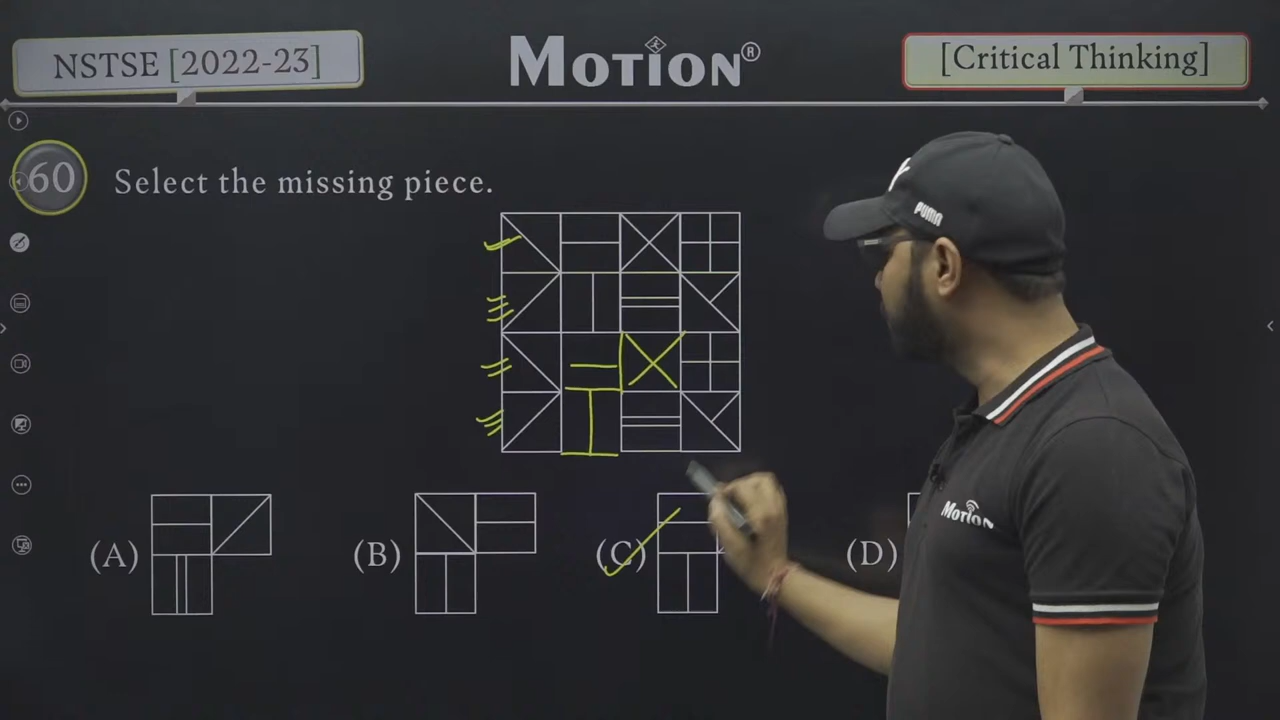 NSTSE [2022-23]
MOTION®
[Critical Thinking]
60
Select the missing piece.
PUMA
Motion
(A)
(B)
(C)
(D)